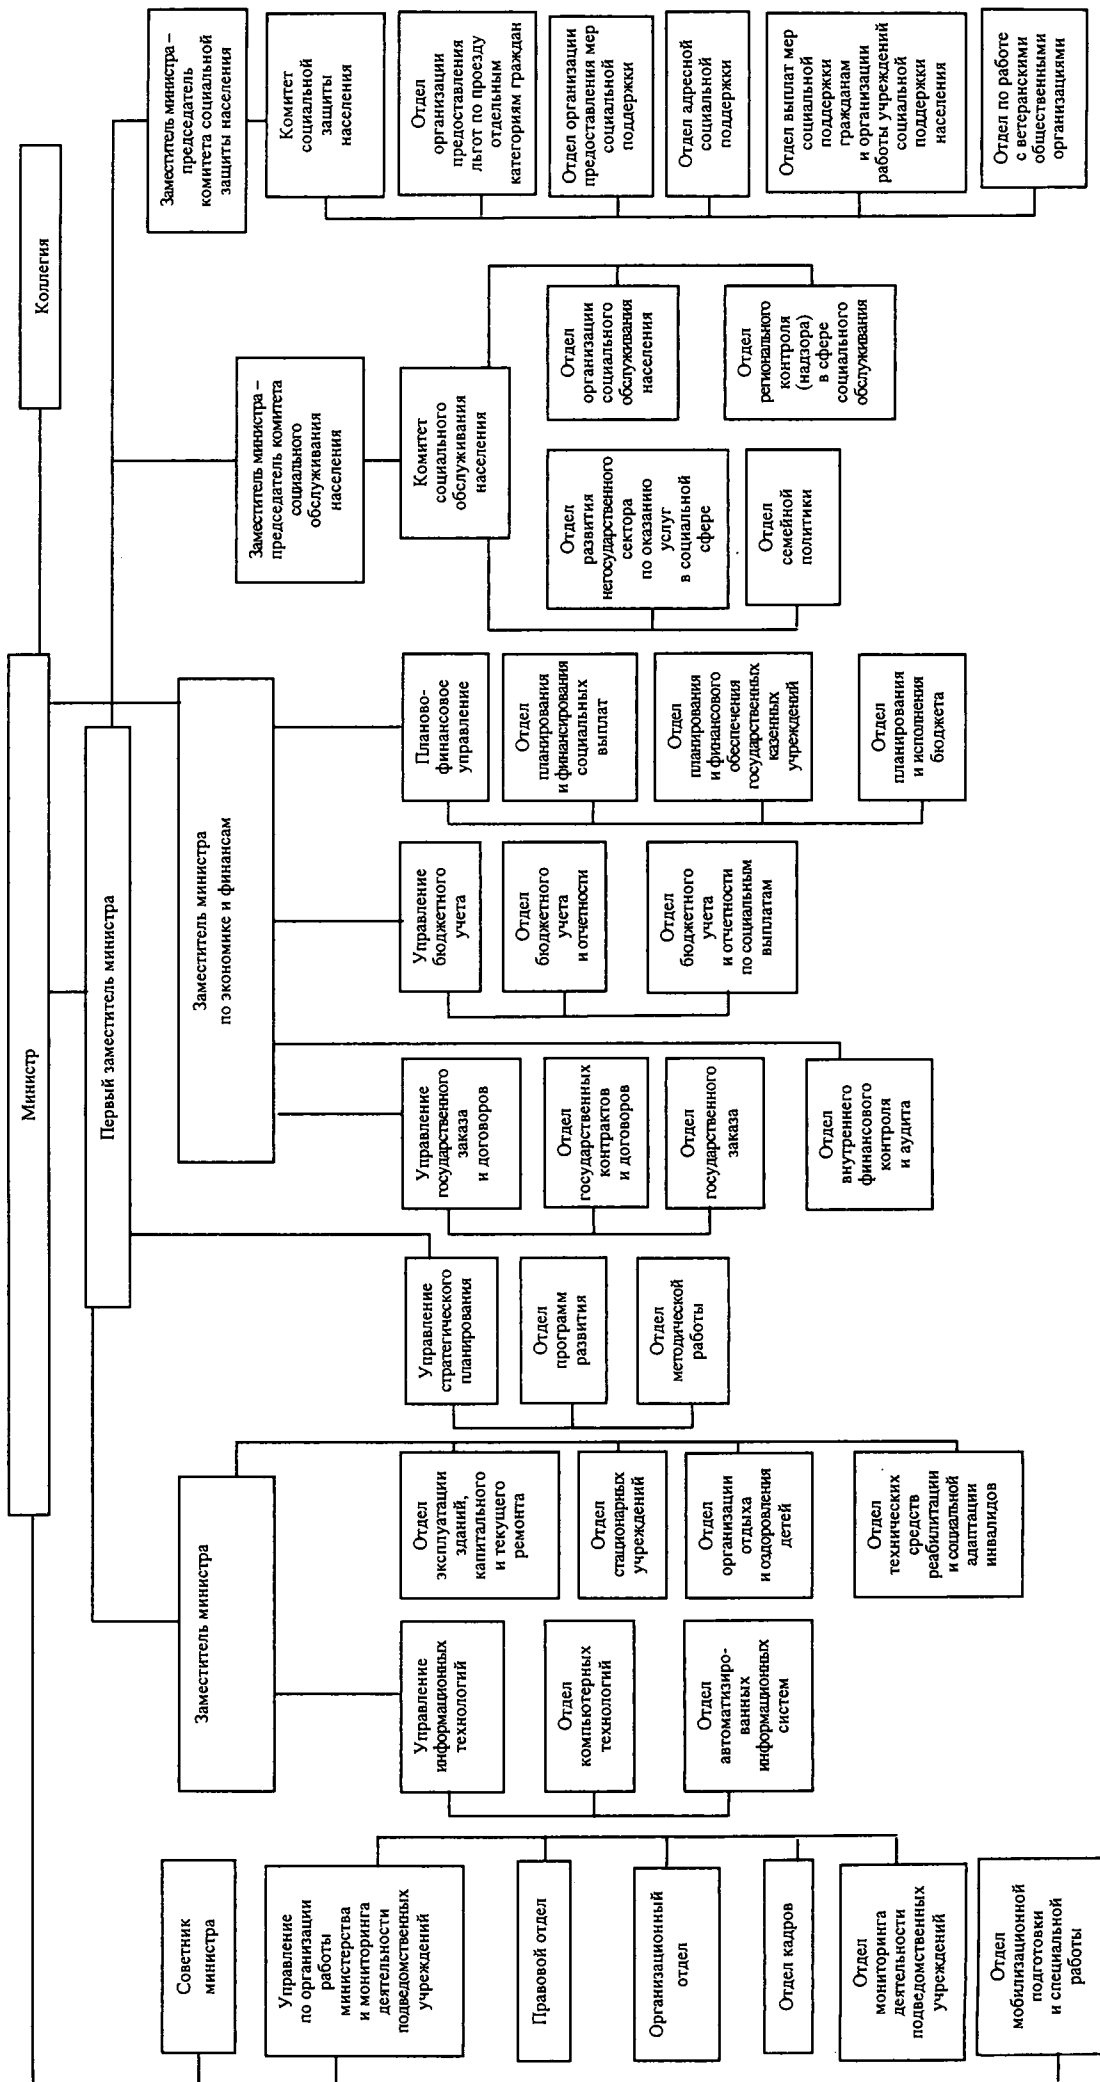 Министр
Коллегия
Первый заместитель министра
Советник
министра
Управление
по организации
работы
министерства
и мониторинга
деятельности
подведомственных
учреждений
Правовой отдел
Организационный
отдел
Отдел кадров
Отдел
мониторинга
деятельности
подведомственных
учреждений
Отдел
мобилизационной
подготовки
и специальной
работы
Заместитель министра
Управление
информационных
технологий
Отдел
компьютерных
технологий
Отдел
автоматизиро-
ванных
информационных
систем
Отдел
эксплуатации
зданий,
капитального
и текущего
ремонта
Отдел
стационарных
учреждений
Отдел
организации
отдыха
и оздоровления
детей
Отдел
технических
средств
реабилитации
и социальной
адаптации
инвалидов
Управление
стратегического
планирования
Отдел
программ
развития
Отдел
методической
работы
Заместитель министра
по экономике и финансам
Управление
государственного
заказа
и договоров
Отдел
государственных
контрактов
и договоров
Отдел
государственного
заказа
Отдел
внутреннего
финансового
контроля
и аудита
Управление
бюджетного
учета
Отдел
бюджетного
учета
и отчетности
Отдел
бюджетного
учета
и отчетности
по социальным
выплатам
Планово-
финансовое
управление
Отдел
планирования
и финансирования
социальных
выплат
Отдел
планирования
и финансового
обеспечения
государственных
казенных
учреждений
Отдел
планирования
и исполнения
бюджета
Заместитель министра –
председатель комитета
социального
обслуживания
населения
Комитет
социального
обслуживания
населения
Отдел
развития
негосударственного
сектора
по оказанию
услуг
в социальной
сфере
Отдел
семейной
политики
Отдел
организации
социального
обслуживания
населения
Отдел
регионального
контроля
(надзора)
в сфере
социального
обслуживания
Заместитель министра –
председатель
комитета социальной
защиты населения
Комитет
социальной
защиты
населения
Отдел
организации
предоставления
льгот по проезду
отдельным
категориям граждан
Отдел организации
предоставления мер
социальной
поддержки
Отдел адресной
социальной
поддержки
Отдел выплат мер
социальной
поддержки
гражданам
и организации
работы учреждений
социальной
поддержки
населения
Отдел по работе
с ветеранскими
общественными
организациями